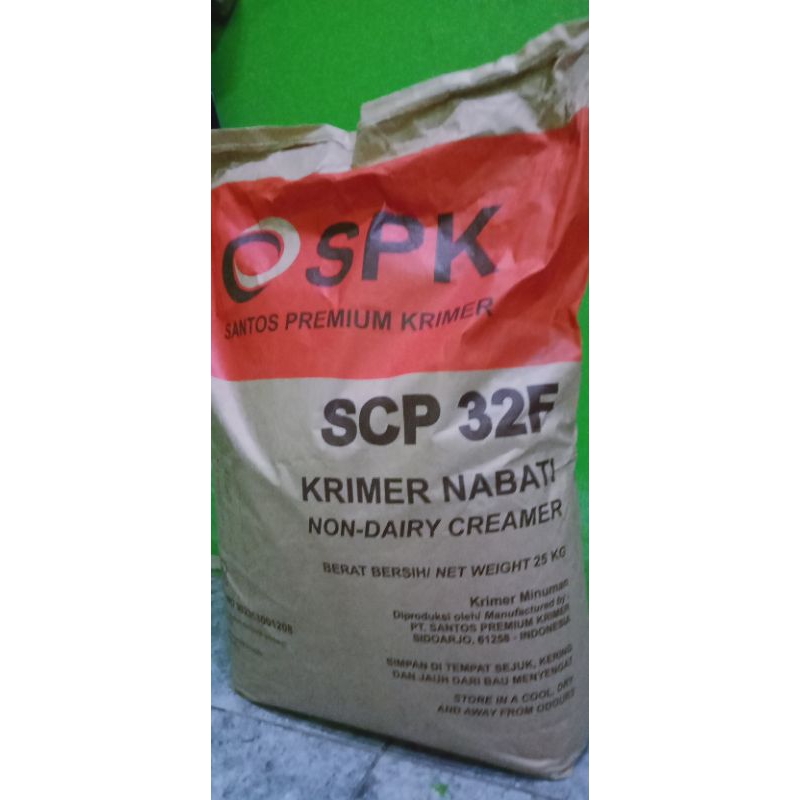 SPK
SANTOS PREMIUM KRIMER
SCP 32F
KRIMER NABATI
NON-DAIRY CREAMER
BERAT BERSIH/ NET WEIGHT 25 KG
Krimer Minuman
Diproduksi oleh/ Manufactured by :
PT. SANTOS PREMIUM KRIMER
SIDOARJO, 61258 - INDONESIA
SIMPAN DI TEMPAT SEJUK, KERING
DAN JAUH DARI BAU MENYENGAT
STORE IN A COOL, DRY
AND AWAY FROM ODOURS